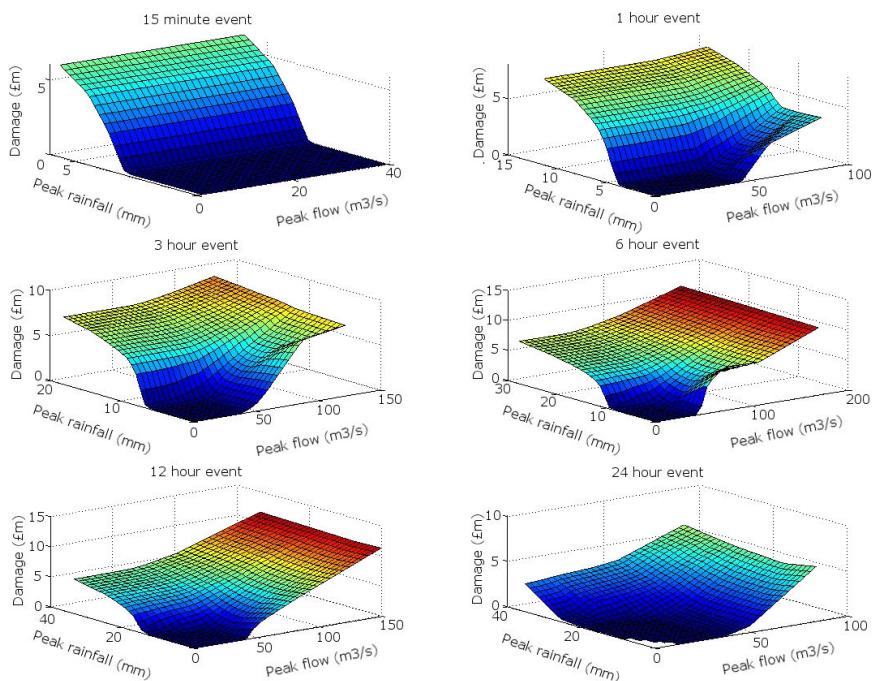 15 minute event
5
0
Damage (£m)
5
0
Peak rainfall (mm)
0
20
40
Peak flow (m3/s)
1 hour event
5
0
Damage (£m)
15
10
5
Peak rainfall (mm)
0
50
100
Peak flow (m3/s)
3 hour event
10
5
0
Damage (£m)
20
10
Peak rainfall (mm)
0
50
100
150
Peak flow (m3/s)
6 hour event
15
10
5
0
Damage (£m)
30
20
10
Peak rainfall (mm)
0
100
200
Peak flow (m3/s)
12 hour event
15
10
5
0
Damage (£m)
40
20
Peak rainfall (mm)
0
50
100
150
Peak flow (m3/s)
24 hour event
10
5
0
Damage (£m)
40
20
Peak rainfall (mm)
0
50
100
Peak flow (m3/s)